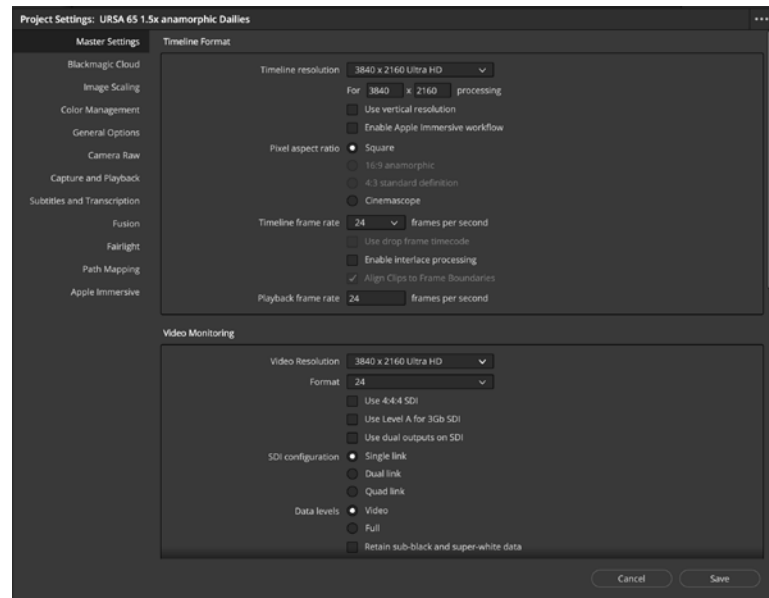 Project Settings: URSA 65 1.5x anamorphic Dailies
Master Settings
Blackmagic Cloud
Image Scaling
Color Management
General Options
Camera Raw
Capture and Playback
Subtitles and Transcription
Fusion
Fairlight
Path Mapping
Apple Immersive
Timeline Format
Timeline resolution 3840 x 2160 Ultra HD
For 3840 x 2160 processing
Use vertical resolution
Enable Apple Immersive workflow
Pixel aspect ratio Square
16:9 anamorphic
4:3 standard definition
Cinemascope
Timeline frame rate 24 frames per second
Use drop frame timecode
Enable interlace processing
Align Clips to Frame Boundaries
Playback frame rate 24 frames per second
Video Monitoring
Video Resolution 3840 x 2160 Ultra HD
Format 24
Use 4:4:4 SDI
Use Level A for 3Gb SDI
Use dual outputs on SDI
SDI configuration Single link
Dual link
Quad link
Data levels Video
Full
Retain sub-black and super-white data
Cancel Save